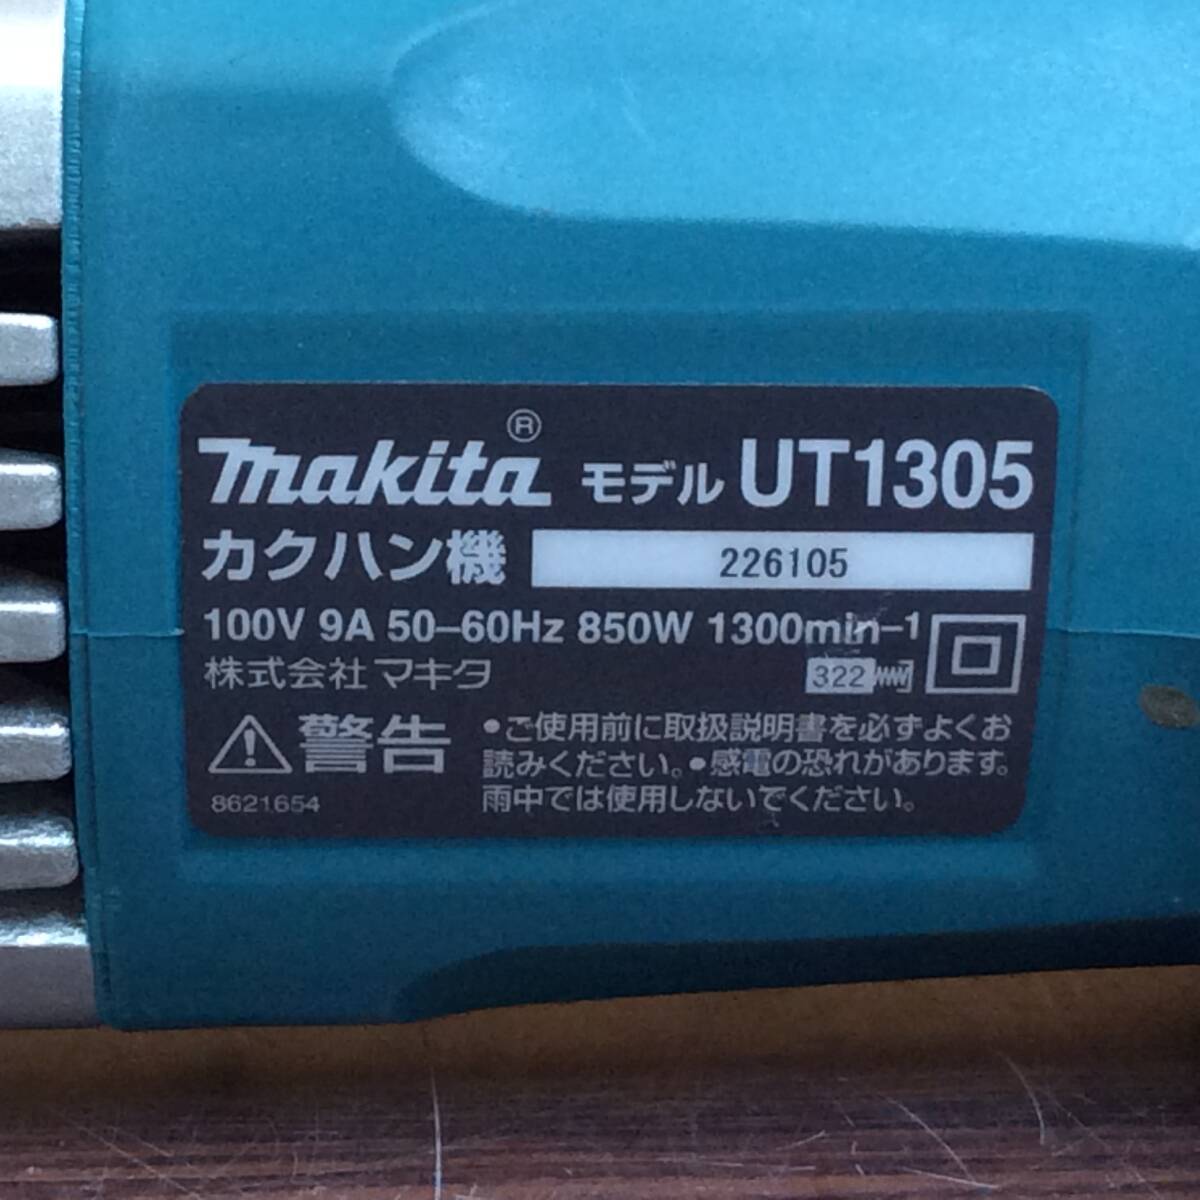 makita® モデル UT1305
カクハン機 226105
100V 9A 50–60Hz 850W 1300min-1
株式会社 マキタ 322
警告 •ご使用前に取扱説明書を必ずよくお
読みください。•感電の恐れがあります。
雨中では使用しないでください。
8621654